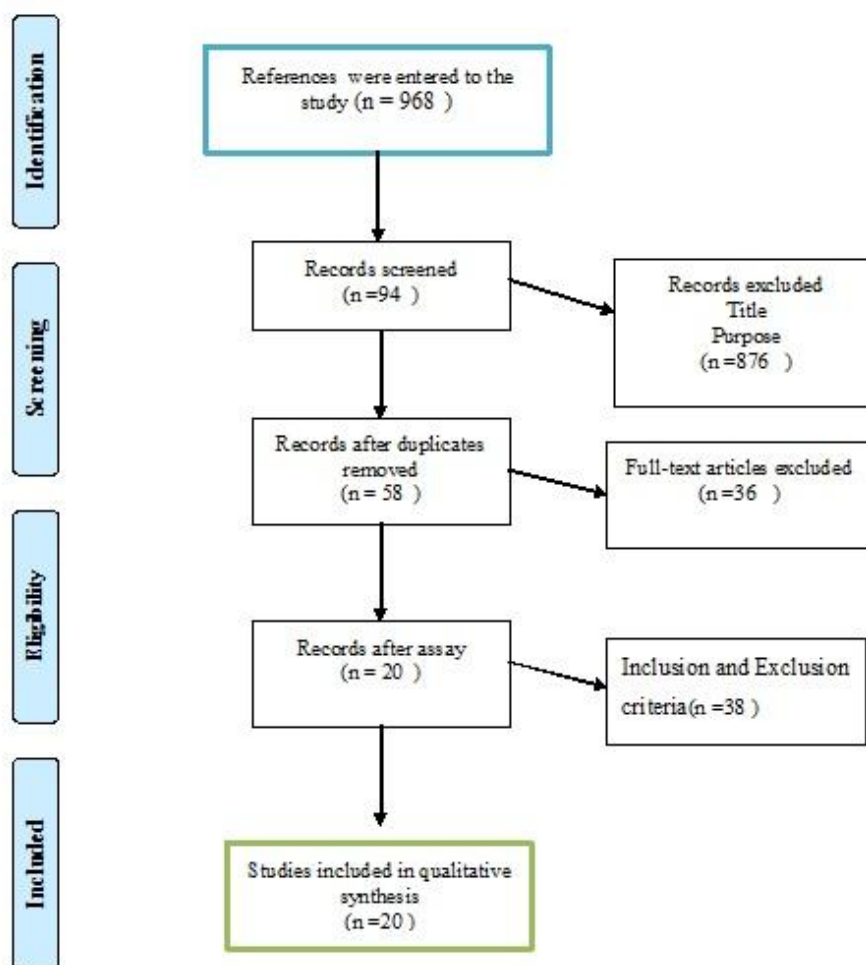 Identification
References were entered to the
study (n = 968 )
Records screened
(n =94 )
Records excluded
Title
Purpose
(n =876 )
Screening
Records after duplicates
removed
(n = 58 )
Full-text articles excluded
(n =36 )
Eligibility
Records after assay
(n = 20 )
Inclusion and Exclusion
criteria(n =38 )
Included
Studies included in qualitative
synthesis
(n =20 )